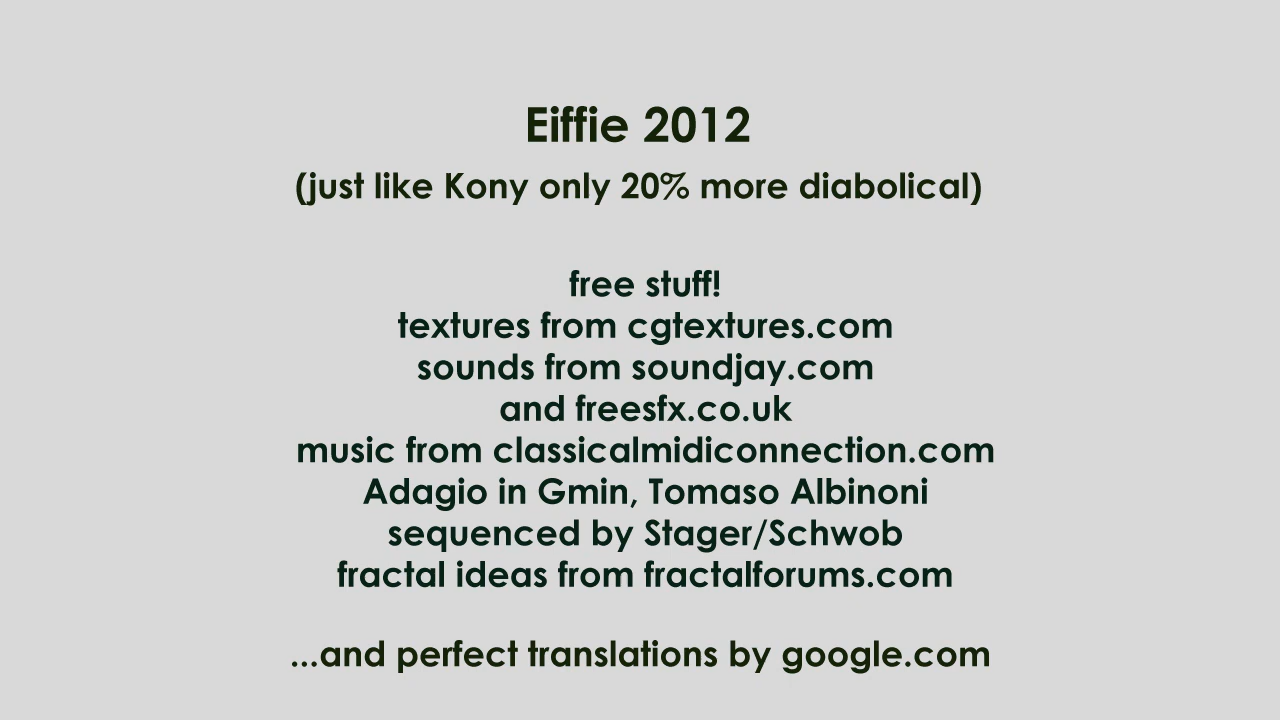 Eiffie 2012
(just like Kony only 20% more diabolical)
free stuff!
textures from cgtextures.com
sounds from soundjay.com
and freesfx.co.uk
music from classicalmidiconnection.com
Adagio in Gmin, Tomaso Albinoni
sequenced by Stager/Schwob
fractal ideas from fractalforums.com
...and perfect translations by google.com